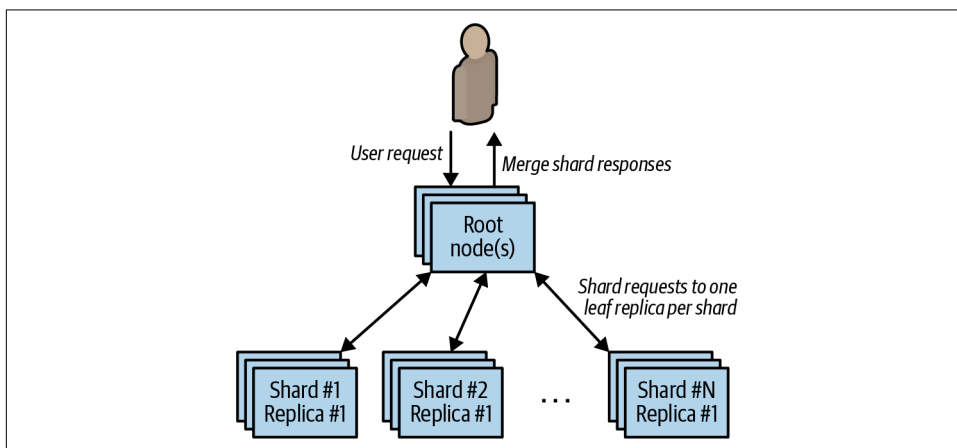 User request
Merge shard responses
Root
node(s)
Shard requests to one
leaf replica per shard
Shard #1
Replica #1
Shard #2
Replica #1
...
Shard #N
Replica #1